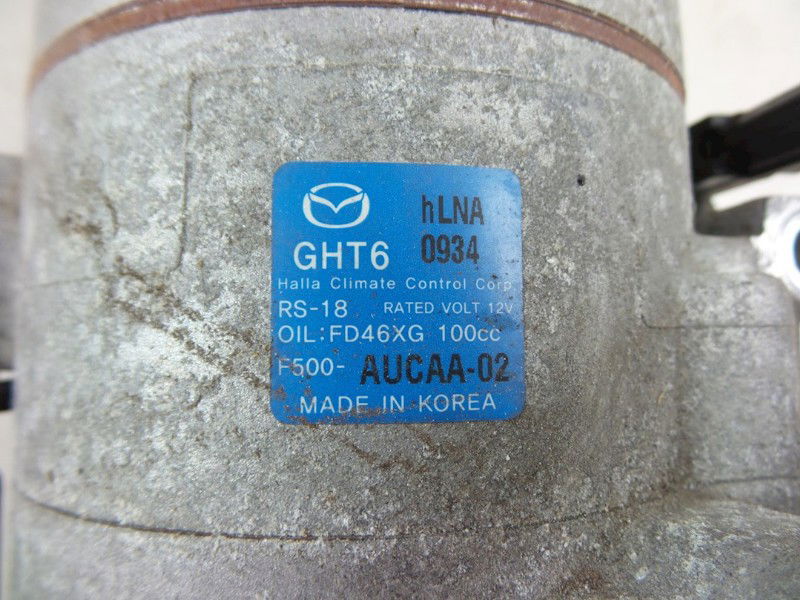 hLNA
GHT6 0934
Halla Climate Control Corp.
RS-18 RATED VOLT 12V
OIL:FD46XG 100cc
F500- AUCAA-02
MADE IN KOREA